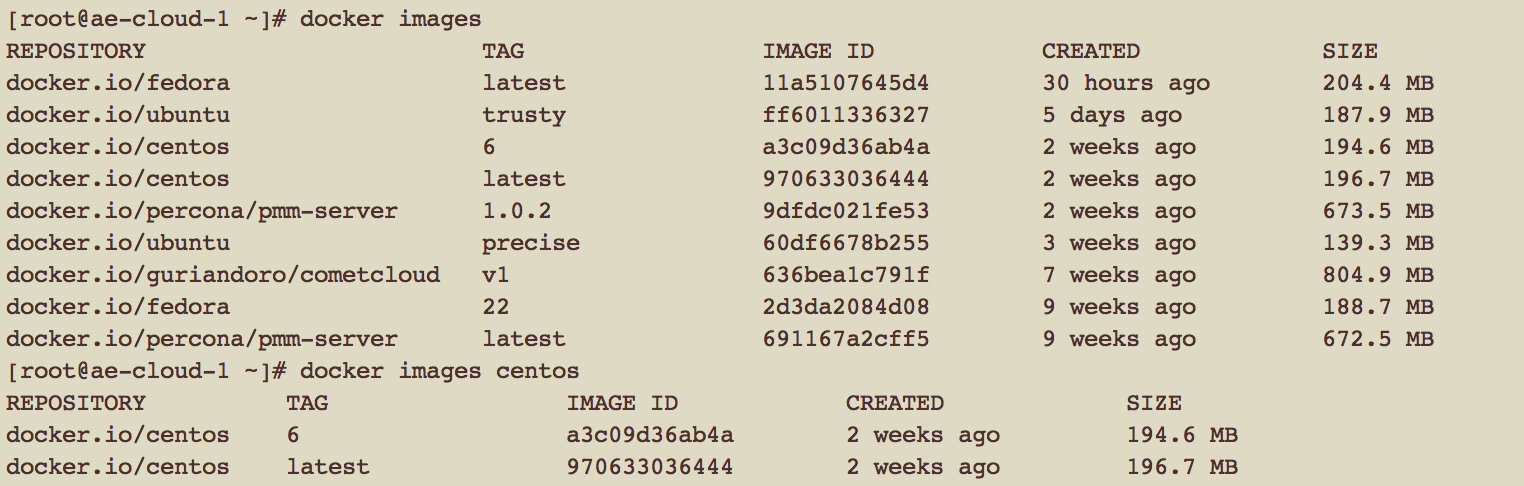 [root@ae-cloud-1 ~]# docker images
REPOSITORY TAG IMAGE ID CREATED SIZE
docker.io/fedora latest 11a5107645d4 30 hours ago 204.4 MB
docker.io/ubuntu trusty ff6011336327 5 days ago 187.9 MB
docker.io/centos 6 a3c09d36ab4a 2 weeks ago 194.6 MB
docker.io/centos latest 970633036444 2 weeks ago 196.7 MB
docker.io/percona/pmm-server 1.0.2 9dfdc021fe53 2 weeks ago 673.5 MB
docker.io/ubuntu precise 60df6678b255 3 weeks ago 139.3 MB
docker.io/guriandoro/cometcloud v1 636bea1c791f 7 weeks ago 804.9 MB
docker.io/fedora 22 2d3da2084d08 9 weeks ago 188.7 MB
docker.io/percona/pmm-server latest 691167a2cff5 9 weeks ago 672.5 MB
[root@ae-cloud-1 ~]# docker images centos
REPOSITORY TAG IMAGE ID CREATED SIZE
docker.io/centos 6 a3c09d36ab4a 2 weeks ago 194.6 MB
docker.io/centos latest 970633036444 2 weeks ago 196.7 MB